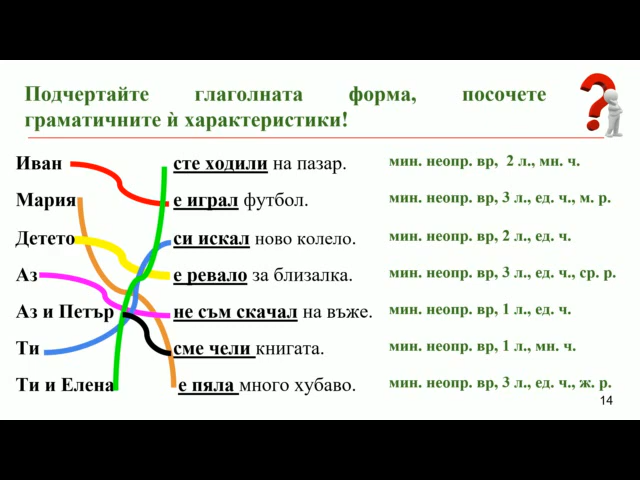 Подчертайте глаголната форма, посочете
граматичните ѝ характеристики!
Иван сте ходили на пазар. мин. неопр. вр, 2 л., мн. ч.
Мария е играл футбол. мин. неопр. вр, 3 л., ед. ч., м. р.
Детето си искал ново колело. мин. неопр. вр, 2 л., ед. ч.
Аз е ревало за близалка. мин. неопр. вр, 3 л., ед. ч., ср. р.
Аз и Петър не съм скачал на въже. мин. неопр. вр, 1 л., ед. ч.
Ти сме чели книгата. мин. неопр. вр, 1 л., мн. ч.
Ти и Елена е пяла много хубаво. мин. неопр. вр, 3 л., ед. ч., ж. р.
14